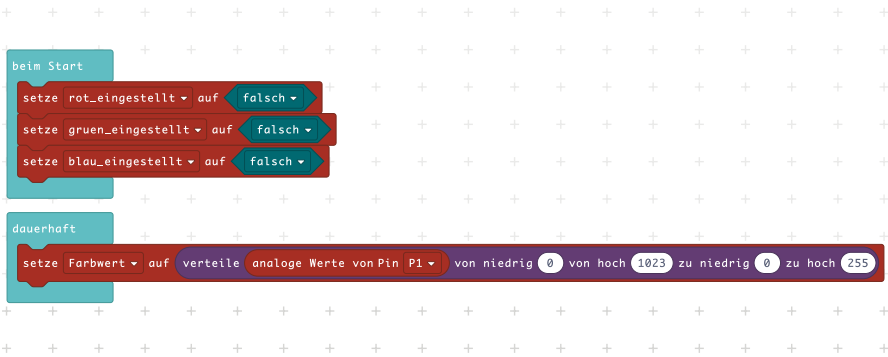 beim Start
setze rot_eingestellt auf falsch
setze gruen_eingestellt auf falsch
setze blau_eingestellt auf falsch
dauerhaft
setze Farbwert auf verteile analoge Werte von Pin P1 von niedrig 0 von hoch 1023 zu niedrig 0 zu hoch 255